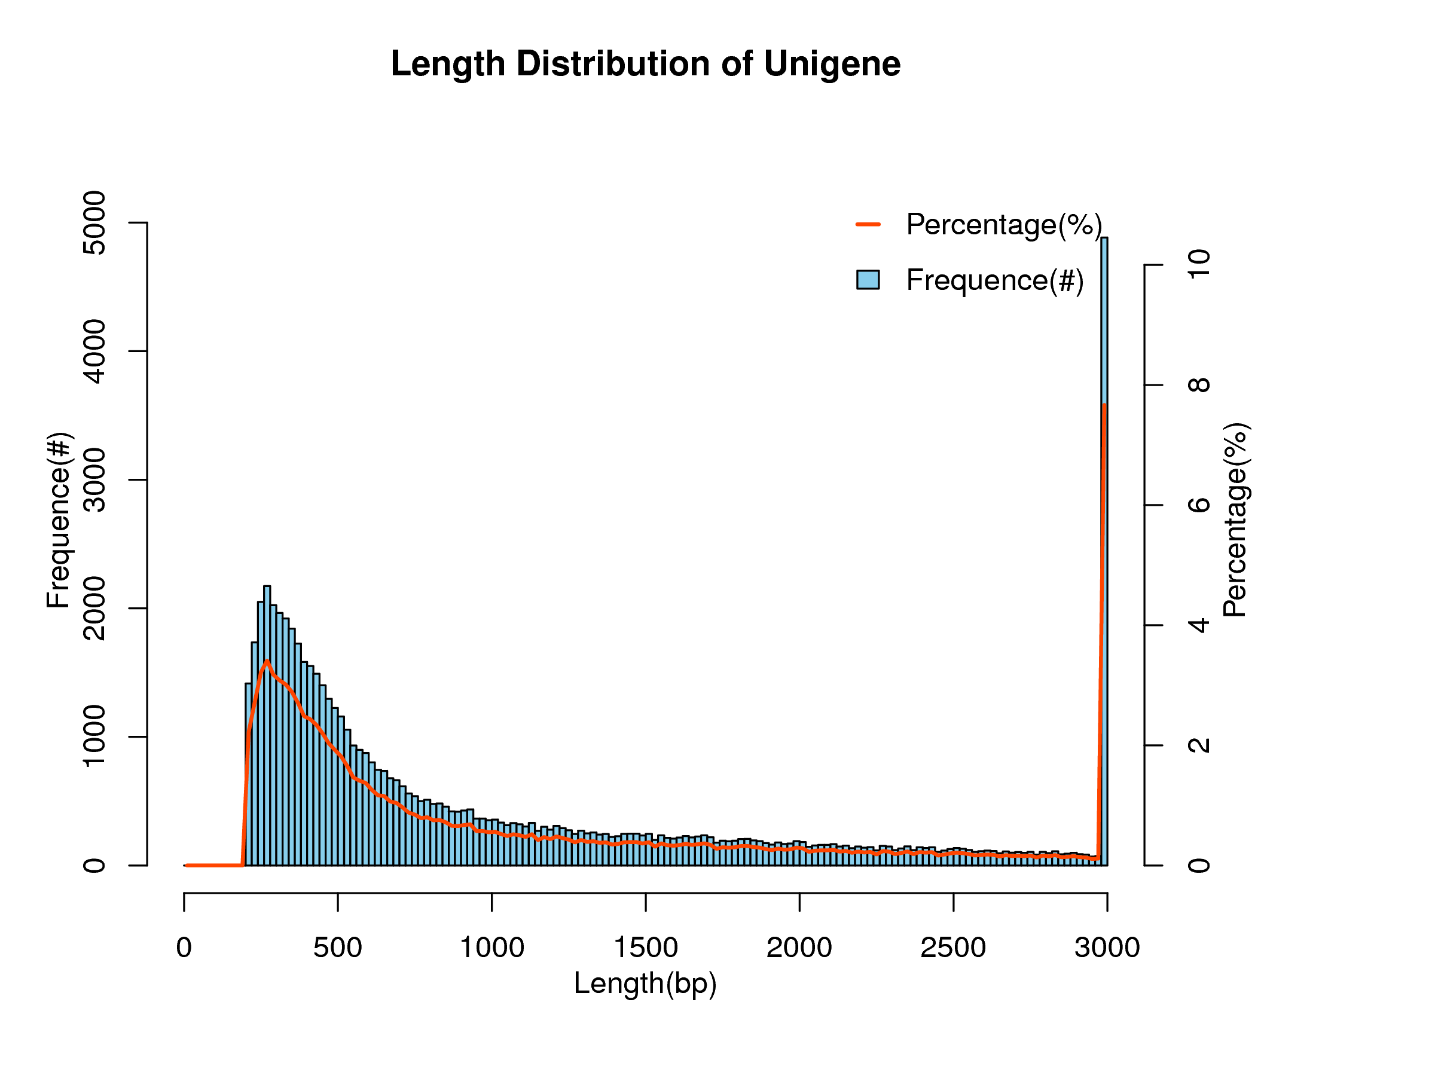 Length Distribution of Unigene
Percentage(%)
Frequence(#)
Frequence(#)
5000
4000
3000
2000
1000
0
10
8
6
4
2
0
Percentage(%)
0 500 1000 1500 2000 2500 3000
Length(bp)